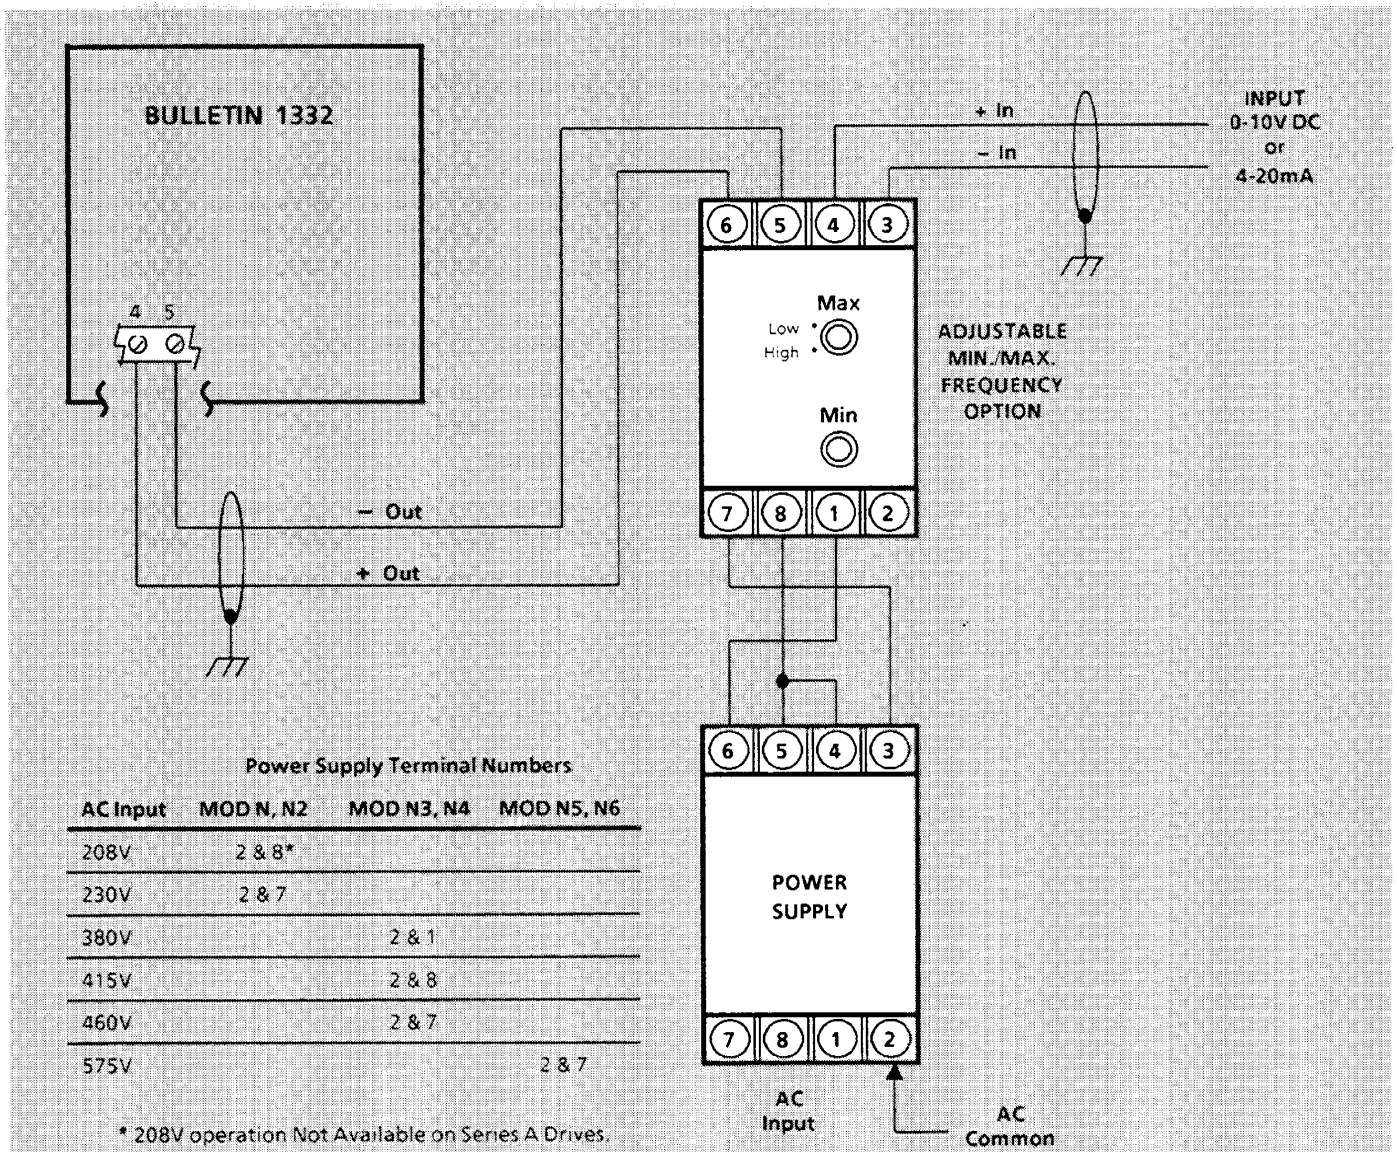 BULLETIN 1332
4 5
- Out
+ Out
+ In
- In
INPUT
0-10V DC
or
4-20mA
6 5 4 3
Max
Low
High
Min
ADJUSTABLE
MIN./MAX.
FREQUENCY
OPTION
7 8 1 2
6 5 4 3
POWER
SUPPLY
7 8 1 2
AC
Input
AC
Common
Power Supply Terminal Numbers
AC Input MOD N, N2 MOD N3, N4 MOD N5, N6
208V 2 & 8*
230V 2 & 7
380V 2 & 1
415V 2 & 8
460V 2 & 7
575V 2 & 7
* 208V operation Not Available on Series A Drives.